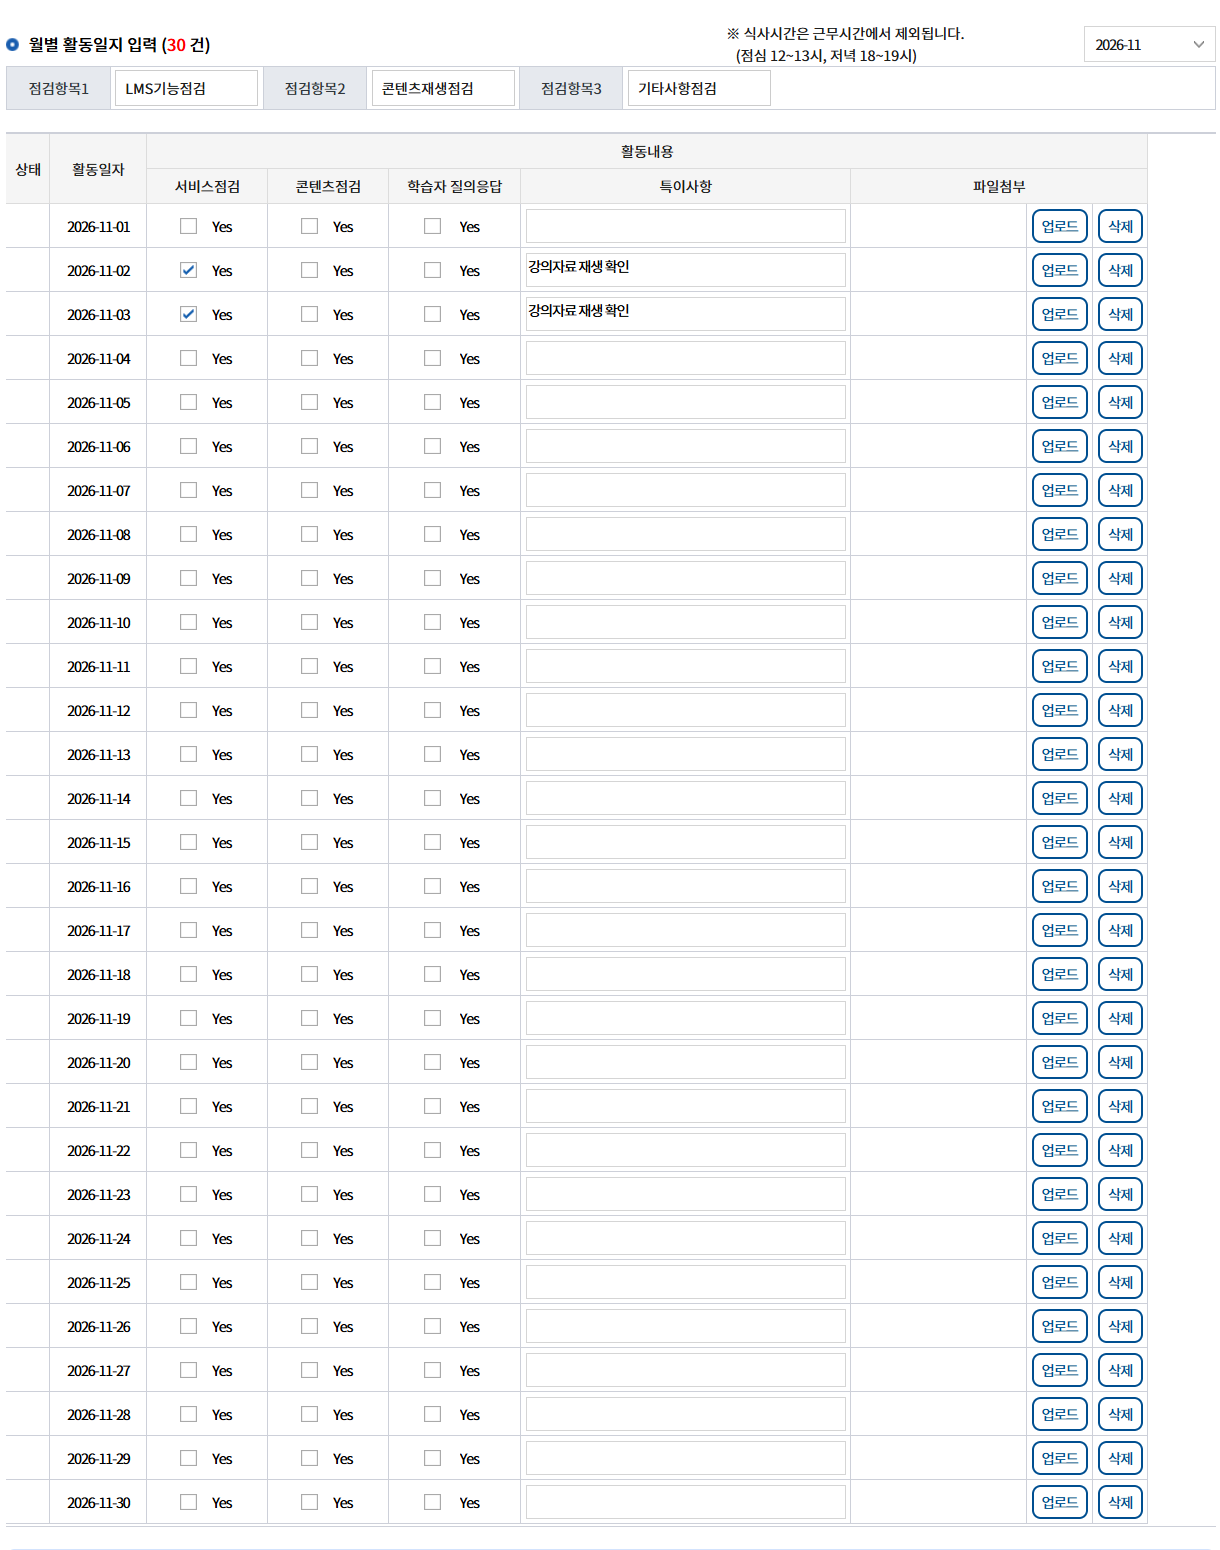 월별 활동일지 입력 (30 건)
※ 식사시간은 근무시간에서 제외됩니다.
(점심 12~13시, 저녁 18~19시)
2026-11
점검항목1 LMS기능점검 점검항목2 콘텐츠재생점검 점검항목3 기타사항점검
상태 활동일자 활동내용
서비스점검 콘텐츠점검 학습자 질의응답 특이사항 파일첨부
2026-11-01 Yes Yes Yes 업로드 삭제
2026-11-02 Yes Yes Yes 강의자료 재생 확인 업로드 삭제
2026-11-03 Yes Yes Yes 강의자료 재생 확인 업로드 삭제
2026-11-04 Yes Yes Yes 업로드 삭제
2026-11-05 Yes Yes Yes 업로드 삭제
2026-11-06 Yes Yes Yes 업로드 삭제
2026-11-07 Yes Yes Yes 업로드 삭제
2026-11-08 Yes Yes Yes 업로드 삭제
2026-11-09 Yes Yes Yes 업로드 삭제
2026-11-10 Yes Yes Yes 업로드 삭제
2026-11-11 Yes Yes Yes 업로드 삭제
2026-11-12 Yes Yes Yes 업로드 삭제
2026-11-13 Yes Yes Yes 업로드 삭제
2026-11-14 Yes Yes Yes 업로드 삭제
2026-11-15 Yes Yes Yes 업로드 삭제
2026-11-16 Yes Yes Yes 업로드 삭제
2026-11-17 Yes Yes Yes 업로드 삭제
2026-11-18 Yes Yes Yes 업로드 삭제
2026-11-19 Yes Yes Yes 업로드 삭제
2026-11-20 Yes Yes Yes 업로드 삭제
2026-11-21 Yes Yes Yes 업로드 삭제
2026-11-22 Yes Yes Yes 업로드 삭제
2026-11-23 Yes Yes Yes 업로드 삭제
2026-11-24 Yes Yes Yes 업로드 삭제
2026-11-25 Yes Yes Yes 업로드 삭제
2026-11-26 Yes Yes Yes 업로드 삭제
2026-11-27 Yes Yes Yes 업로드 삭제
2026-11-28 Yes Yes Yes 업로드 삭제
2026-11-29 Yes Yes Yes 업로드 삭제
2026-11-30 Yes Yes Yes 업로드 삭제